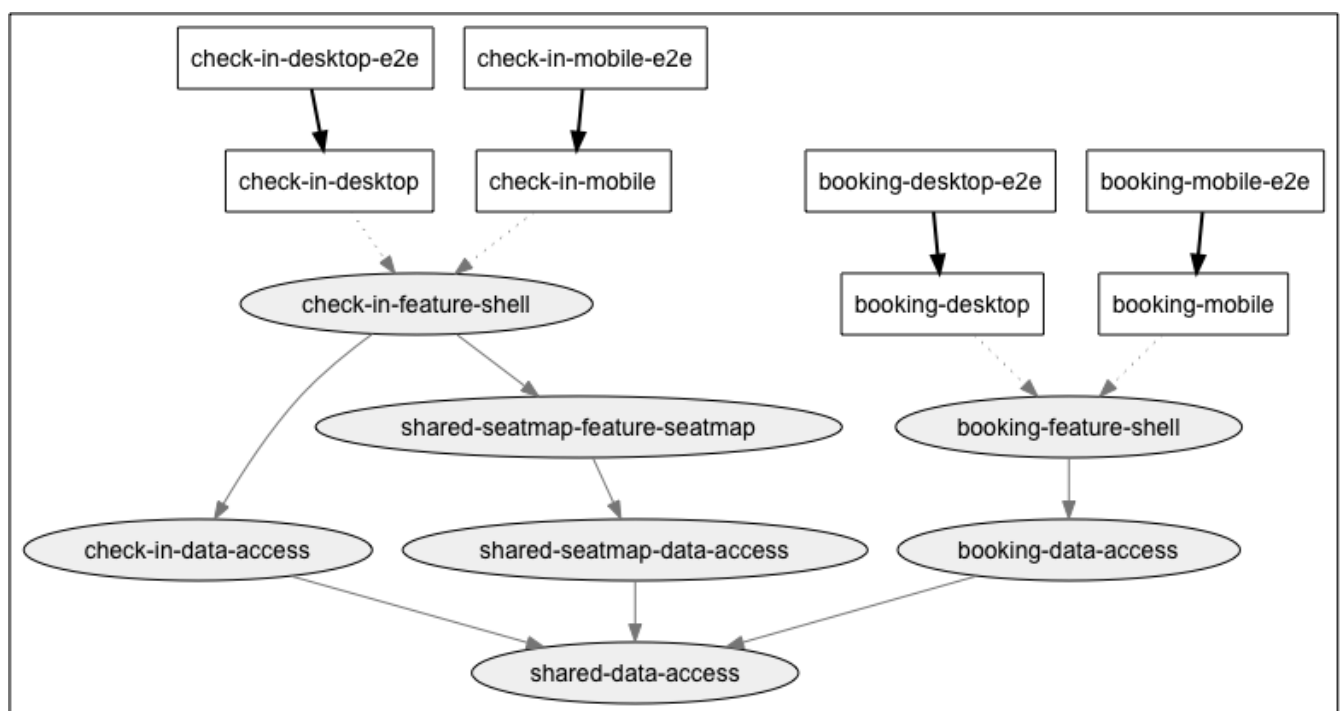 check-in-desktop-e2e
check-in-mobile-e2e
check-in-desktop
check-in-mobile
booking-desktop-e2e
booking-mobile-e2e
check-in-feature-shell
booking-desktop
booking-mobile
shared-seatmap-feature-seatmap
booking-feature-shell
check-in-data-access
shared-seatmap-data-access
booking-data-access
shared-data-access